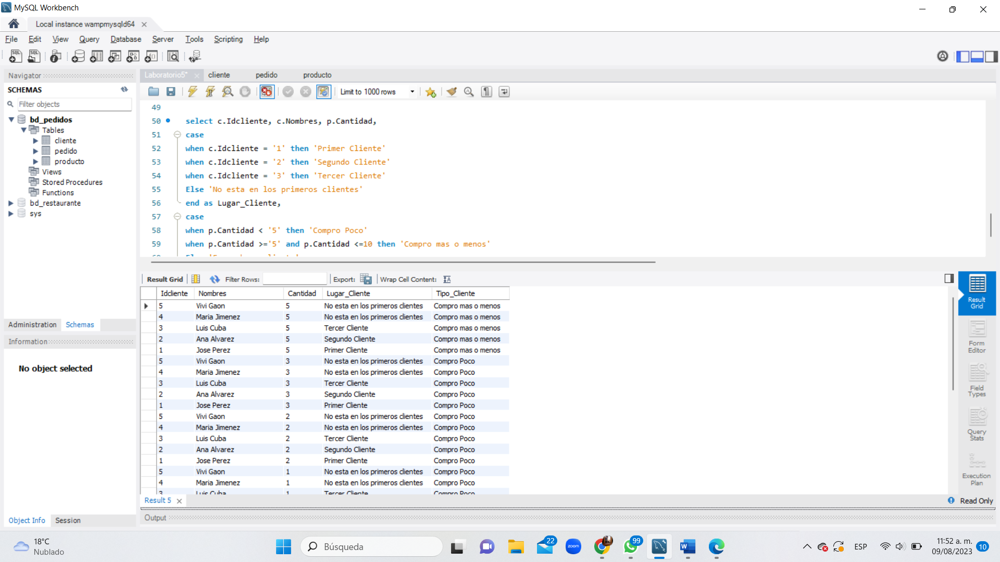 MySQL Workbench
Local instance wampmysqld64
File Edit View Query Database Server Tools Scripting Help
Navigator
SCHEMAS
Filter objects
bd_pedidos
Tables
cliente
pedido
producto
Views
Stored Procedures
Functions
bd_restaurante
sys
Administration Schemas
Information
No object selected
Object Info Session
Laboratorio5* cliente pedido producto
Limit to 1000 rows
49
50 select c.Idcliente, c.Nombres, p.Cantidad,
51 case
52 when c.Idcliente = '1' then 'Primer Cliente'
53 when c.Idcliente = '2' then 'Segundo Cliente'
54 when c.Idcliente = '3' then 'Tercer Cliente'
55 Else 'No esta en los primeros clientes'
56 end as Lugar_Cliente,
57 case
58 when p.Cantidad < '5' then 'Compro Poco'
59 when p.Cantidad >='5' and p.Cantidad <=10 then 'Compro mas o menos'
Result Grid Filter Rows: Export: Wrap Cell Content:
Idcliente Nombres Cantidad Lugar_Cliente Tipo_Cliente
5 Vivi Gaon 5 No esta en los primeros clientes Compro mas o menos
4 Maria Jimenez 5 No esta en los primeros clientes Compro mas o menos
3 Luis Cuba 5 Tercer Cliente Compro mas o menos
2 Ana Alvarez 5 Segundo Cliente Compro mas o menos
1 Jose Perez 5 Primer Cliente Compro mas o menos
5 Vivi Gaon 3 No esta en los primeros clientes Compro Poco
4 Maria Jimenez 3 No esta en los primeros clientes Compro Poco
3 Luis Cuba 3 Tercer Cliente Compro Poco
2 Ana Alvarez 3 Segundo Cliente Compro Poco
1 Jose Perez 3 Primer Cliente Compro Poco
5 Vivi Gaon 2 No esta en los primeros clientes Compro Poco
4 Maria Jimenez 2 No esta en los primeros clientes Compro Poco
3 Luis Cuba 2 Tercer Cliente Compro Poco
2 Ana Alvarez 2 Segundo Cliente Compro Poco
1 Jose Perez 2 Primer Cliente Compro Poco
5 Vivi Gaon 1 No esta en los primeros clientes Compro Poco
4 Maria Jimenez 1 No esta en los primeros clientes Compro Poco
3 Luis Cuba 1 Tercer Cliente Compro Poco
Result
Grid
Form
Editor
Field
Types
Query
Stats
Execution
Plan
Result 5
Read Only
Output
18°C
Nublado
Búsqueda
22
zoom
99
ESP
11:52 a. m.
09/08/2023
10